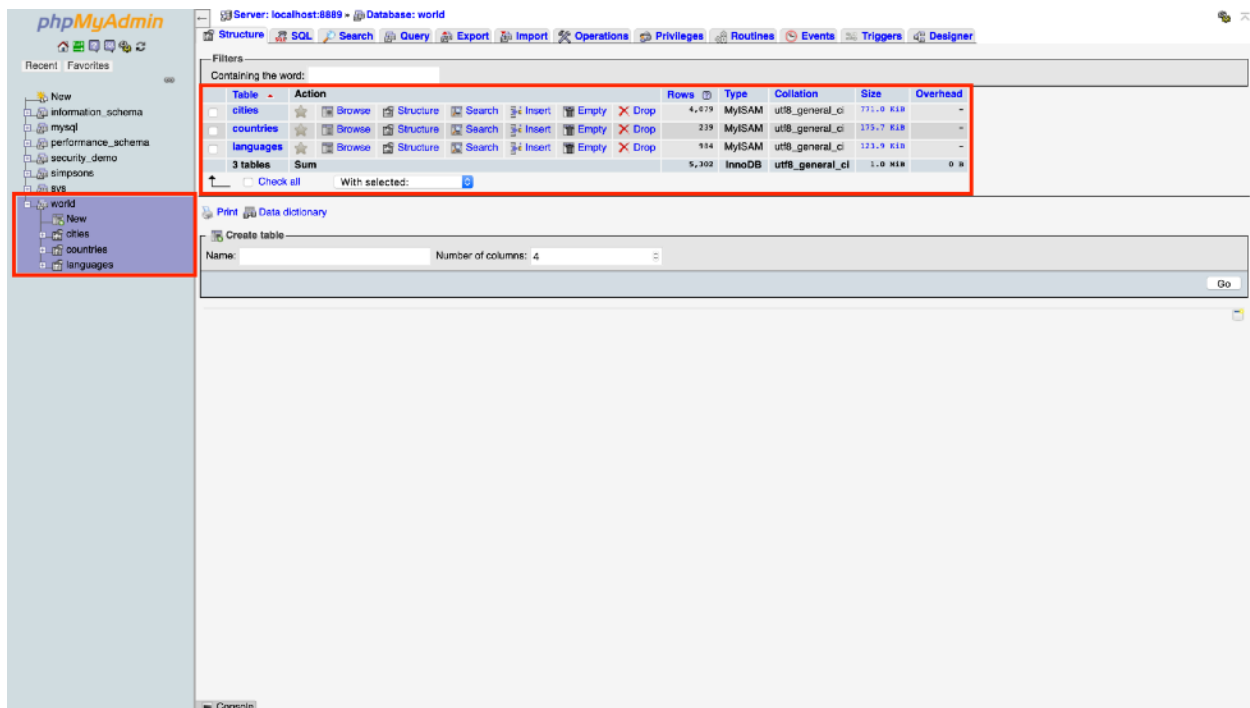 phpMyAdmin
Recent Favorites
New
information_schema
mysql
performance_schema
security_demo
simpsons
sys
world
New
cities
countries
languages
Server: localhost:8889 » Database: world
Structure SQL Search Query Export Import Operations Privileges Routines Events Triggers Designer
Filters
Containing the word:
Table Action Rows Type Collation Size Overhead
cities Browse Structure Search Insert Empty Drop 4,079 MyISAM utf8_general_ci 771.0 KiB -
countries Browse Structure Search Insert Empty Drop 239 MyISAM utf8_general_ci 175.7 KiB -
languages Browse Structure Search Insert Empty Drop 984 MyISAM utf8_general_ci 123.9 KiB -
3 tables Sum 5,302 InnoDB utf8_general_ci 1.0 MiB 0 B
Check all With selected:
Print Data dictionary
Create table
Name: Number of columns: 4
Go
Console